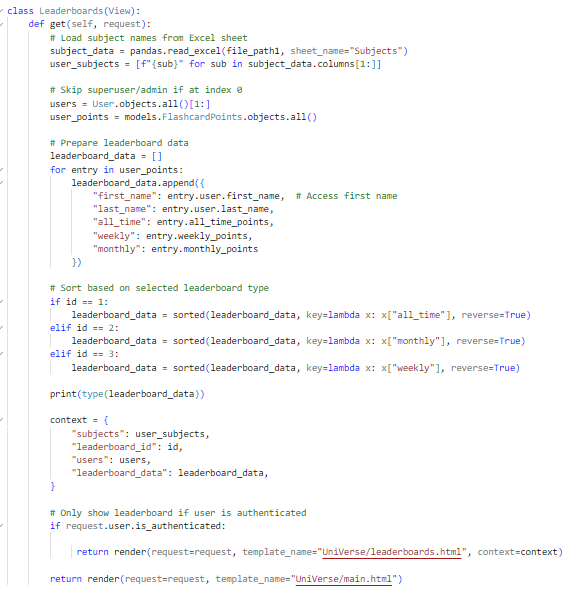 class Leaderboards(View):
    def get(self, request):
        # Load subject names from Excel sheet
        subject_data = pandas.read_excel(file_path1, sheet_name="Subjects")
        user_subjects = [f"{sub}" for sub in subject_data.columns[1:]]

        # Skip superuser/admin if at index 0
        users = User.objects.all()[1:]
        user_points = models.FlashcardPoints.objects.all()

        # Prepare leaderboard data
        leaderboard_data = []
        for entry in user_points:
            leaderboard_data.append({
                "first_name": entry.user.first_name,  # Access first name
                "last_name": entry.user.last_name,
                "all_time": entry.all_time_points,
                "weekly": entry.weekly_points,
                "monthly": entry.monthly_points
            })

        # Sort based on selected leaderboard type
        if id == 1:
            leaderboard_data = sorted(leaderboard_data, key=lambda x: x["all_time"], reverse=True)
        elif id == 2:
            leaderboard_data = sorted(leaderboard_data, key=lambda x: x["monthly"], reverse=True)
        elif id == 3:
            leaderboard_data = sorted(leaderboard_data, key=lambda x: x["weekly"], reverse=True)

        print(type(leaderboard_data))

        context = {
            "subjects": user_subjects,
            "leaderboard_id": id,
            "users": users,
            "leaderboard_data": leaderboard_data,
        }

        # Only show leaderboard if user is authenticated
        if request.user.is_authenticated:

            return render(request=request, template_name="UniVerse/leaderboards.html", context=context)

        return render(request=request, template_name="UniVerse/main.html")